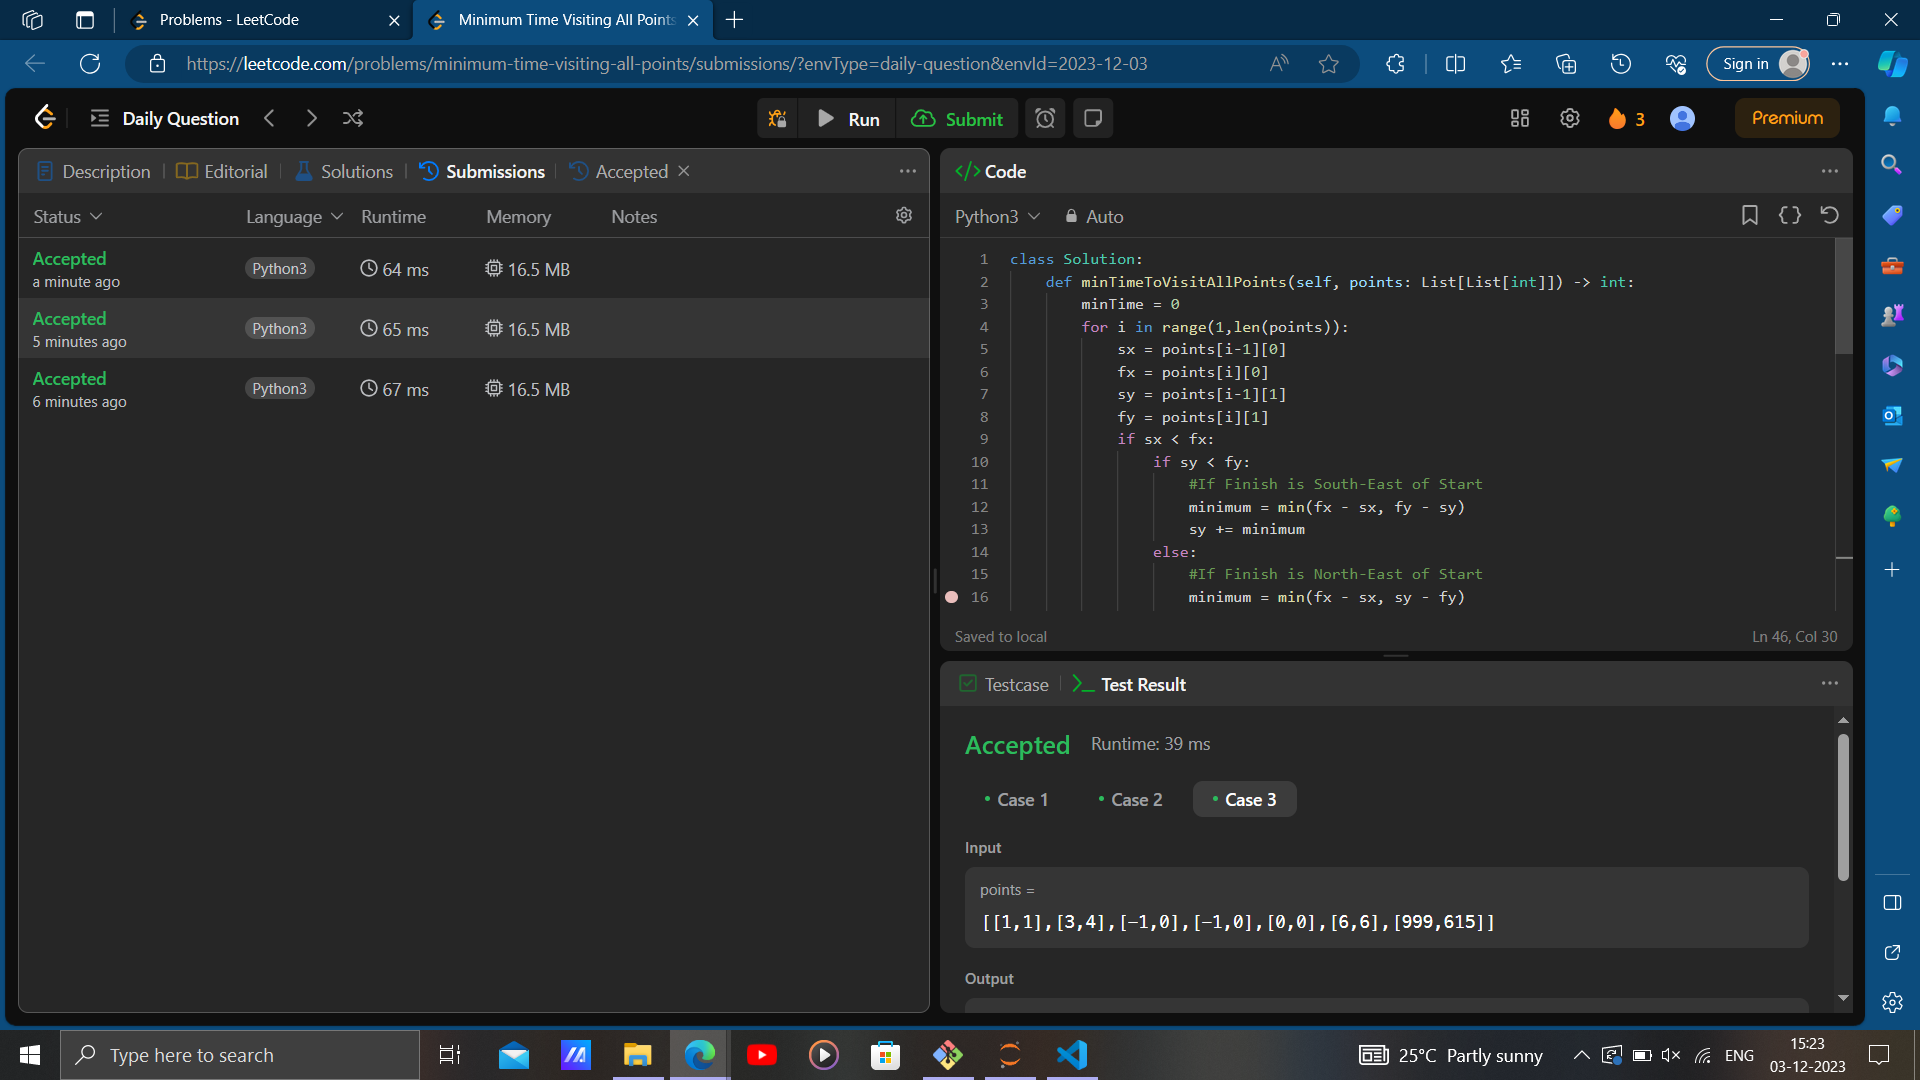 Problems - LeetCode
Minimum Time Visiting All Points
https://leetcode.com/problems/minimum-time-visiting-all-points/submissions/?envType=daily-question&envId=2023-12-03
Sign in
Daily Question
Run
Submit
3
Premium
Description
Editorial
Solutions
Submissions
Accepted
Status
Language
Runtime
Memory
Notes
Accepted
a minute ago
Python3
64 ms
16.5 MB
Accepted
5 minutes ago
Python3
65 ms
16.5 MB
Accepted
6 minutes ago
Python3
67 ms
16.5 MB
</> Code
Python3
Auto
1 class Solution:
2 def minTimeToVisitAllPoints(self, points: List[List[int]]) -> int:
3 minTime = 0
4 for i in range(1,len(points)):
5 sx = points[i-1][0]
6 fx = points[i][0]
7 sy = points[i-1][1]
8 fy = points[i][1]
9 if sx < fx:
10 if sy < fy:
11 #If Finish is South-East of Start
12 minimum = min(fx - sx, fy - sy)
13 sy += minimum
14 else:
15 #If Finish is North-East of Start
16 minimum = min(fx - sx, sy - fy)
Saved to local
Ln 46, Col 30
Testcase
Test Result
Accepted
Runtime: 39 ms
Case 1
Case 2
Case 3
Input
points =
[[1,1],[3,4],[-1,0],[-1,0],[0,0],[6,6],[999,615]]
Output
Type here to search
25°C Partly sunny
ENG
15:23
03-12-2023